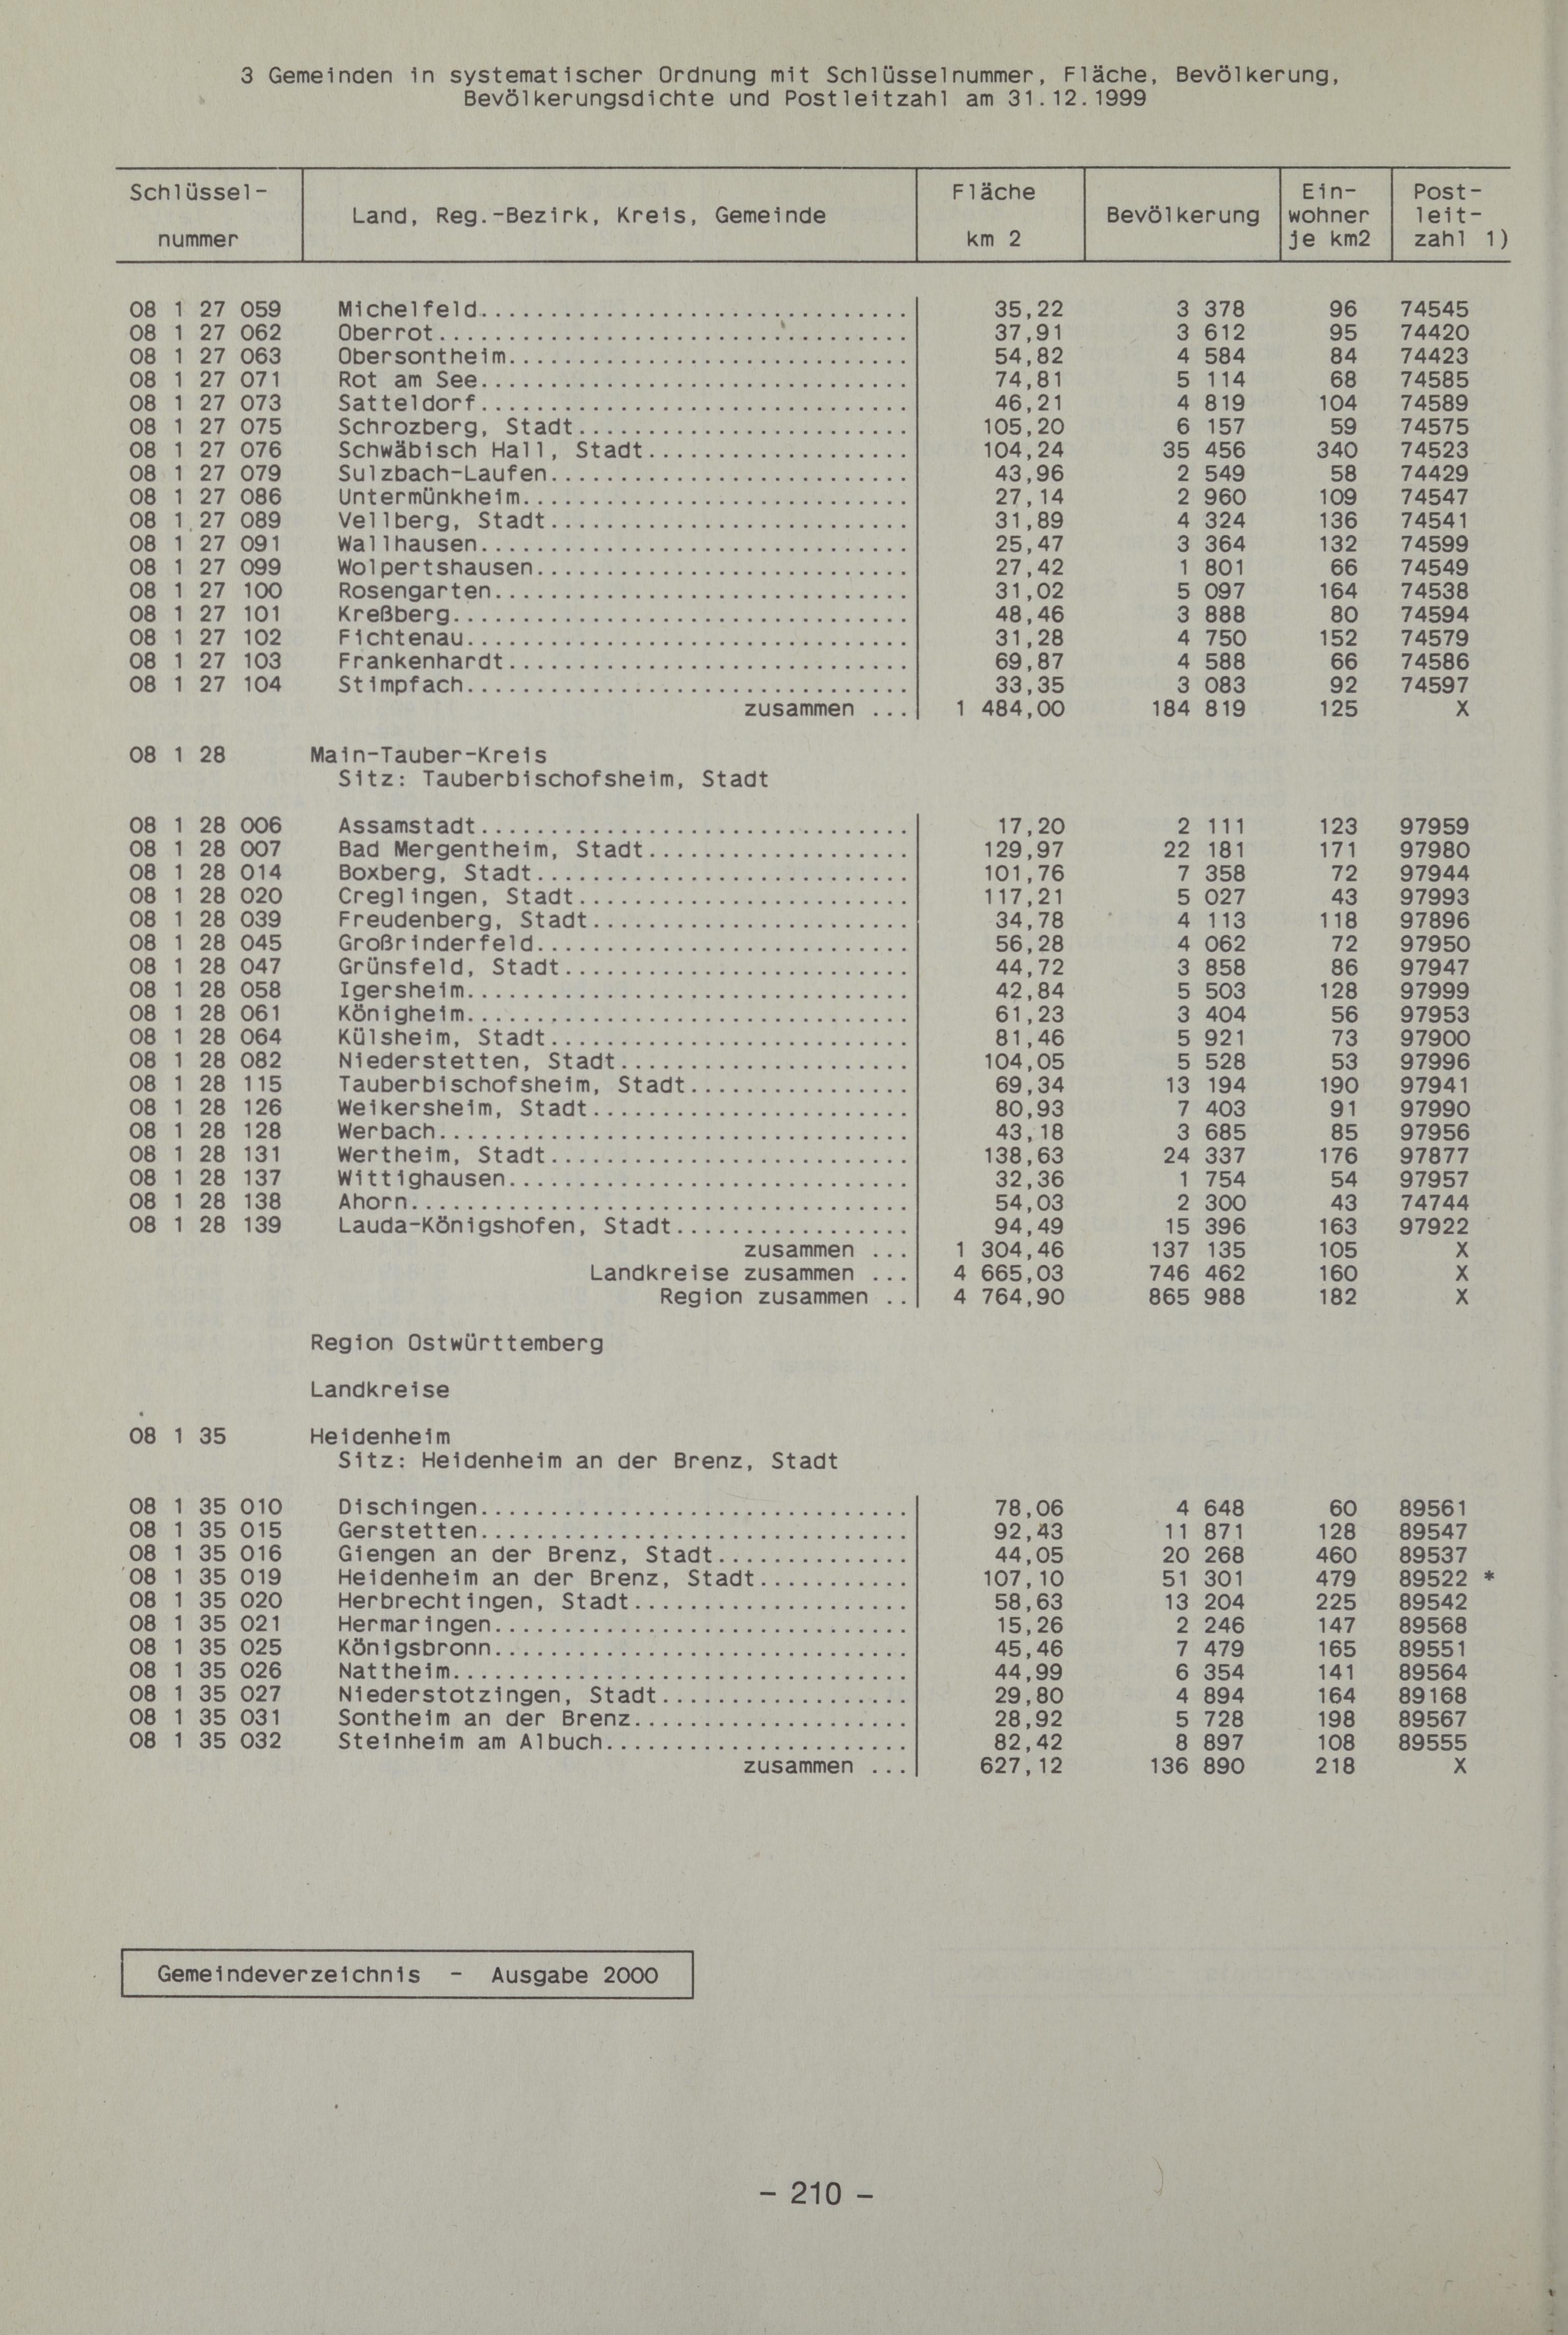 3 Gemeinden in systematischer Ordnung mit Schlüsselnummer, Fläche, Bevölkerung,
Bevölkerungsdichte und Postleitzahl am 31.12.1999
Schlüssel- Fläche Ein- Post-
Land, Reg.-Bezirk, Kreis, Gemeinde Bevölkerung wohner leit-
nummer km 2 je km2 zahl 1)
08 1 27 059 Michelfeld............................... 35,22 3 378 96 74545
08 1 27 062 Oberrot.................................. 37,91 3 612 95 74420
08 1 27 063 Obersontheim............................. 54,82 4 584 84 74423
08 1 27 071 Rot am See............................... 74,81 5 114 68 74585
08 1 27 073 Satteldorf............................... 46,21 4 819 104 74589
08 1 27 075 Schrozberg, Stadt........................ 105,20 6 157 59 74575
08 1 27 076 Schwäbisch Hall, Stadt................... 104,24 35 456 340 74523
08 1 27 079 Sulzbach-Laufen.......................... 43,96 2 549 58 74429
08 1 27 086 Untermünkheim............................ 27,14 2 960 109 74547
08 1 27 089 Vellberg, Stadt.......................... 31,89 4 324 136 74541
08 1 27 091 Wallhausen............................... 25,47 3 364 132 74599
08 1 27 099 Wolpertshausen........................... 27,42 1 801 66 74549
08 1 27 100 Rosengarten.............................. 31,02 5 097 164 74538
08 1 27 101 Kreßberg................................. 48,46 3 888 80 74594
08 1 27 102 Fichtenau................................ 31,28 4 750 152 74579
08 1 27 103 Frankenhardt............................. 69,87 4 588 66 74586
08 1 27 104 Stimpfach................................ 33,35 3 083 92 74597
zusammen ... 1 484,00 184 819 125 X
08 1 28 Main-Tauber-Kreis
Sitz: Tauberbischofsheim, Stadt
08 1 28 006 Assamstadt............................... 17,20 2 111 123 97959
08 1 28 007 Bad Mergentheim, Stadt................... 129,97 22 181 171 97980
08 1 28 014 Boxberg, Stadt........................... 101,76 7 358 72 97944
08 1 28 020 Creglingen, Stadt........................ 117,21 5 027 43 97993
08 1 28 039 Freudenberg, Stadt....................... 34,78 4 113 118 97896
08 1 28 045 Großrinderfeld........................... 56,28 4 062 72 97950
08 1 28 047 Grünsfeld, Stadt......................... 44,72 3 858 86 97947
08 1 28 058 Igersheim................................ 42,84 5 503 128 97999
08 1 28 061 Königheim................................ 61,23 3 404 56 97953
08 1 28 064 Külsheim, Stadt.......................... 81,46 5 921 73 97900
08 1 28 082 Niederstetten, Stadt..................... 104,05 5 528 53 97996
08 1 28 115 Tauberbischofsheim, Stadt................ 69,34 13 194 190 97941
08 1 28 126 Weikersheim, Stadt....................... 80,93 7 403 91 97990
08 1 28 128 Werbach.................................. 43,18 3 685 85 97956
08 1 28 131 Wertheim, Stadt.......................... 138,63 24 337 176 97877
08 1 28 137 Wittighausen............................. 32,36 1 754 54 97957
08 1 28 138 Ahorn.................................... 54,03 2 300 43 74744
08 1 28 139 Lauda-Königshofen, Stadt................. 94,49 15 396 163 97922
zusammen ... 1 304,46 137 135 105 X
Landkreise zusammen ... 4 665,03 746 462 160 X
Region zusammen .. 4 764,90 865 988 182 X
Region Ostwürttemberg
Landkreise
08 1 35 Heidenheim
Sitz: Heidenheim an der Brenz, Stadt
08 1 35 010 Dischingen............................... 78,06 4 648 60 89561
08 1 35 015 Gerstetten............................... 92,43 11 871 128 89547
08 1 35 016 Giengen an der Brenz, Stadt.............. 44,05 20 268 460 89537
08 1 35 019 Heidenheim an der Brenz, Stadt........... 107,10 51 301 479 89522 *
08 1 35 020 Herbrechtingen, Stadt.................... 58,63 13 204 225 89542
08 1 35 021 Hermaringen.............................. 15,26 2 246 147 89568
08 1 35 025 Königsbronn.............................. 45,46 7 479 165 89551
08 1 35 026 Nattheim................................. 44,99 6 354 141 89564
08 1 35 027 Niederstotzingen, Stadt.................. 29,80 4 894 164 89168
08 1 35 031 Sontheim an der Brenz.................... 28,92 5 728 198 89567
08 1 35 032 Steinheim am Albuch...................... 82,42 8 897 108 89555
zusammen ... 627,12 136 890 218 X
Gemeindeverzeichnis - Ausgabe 2000
- 210 -